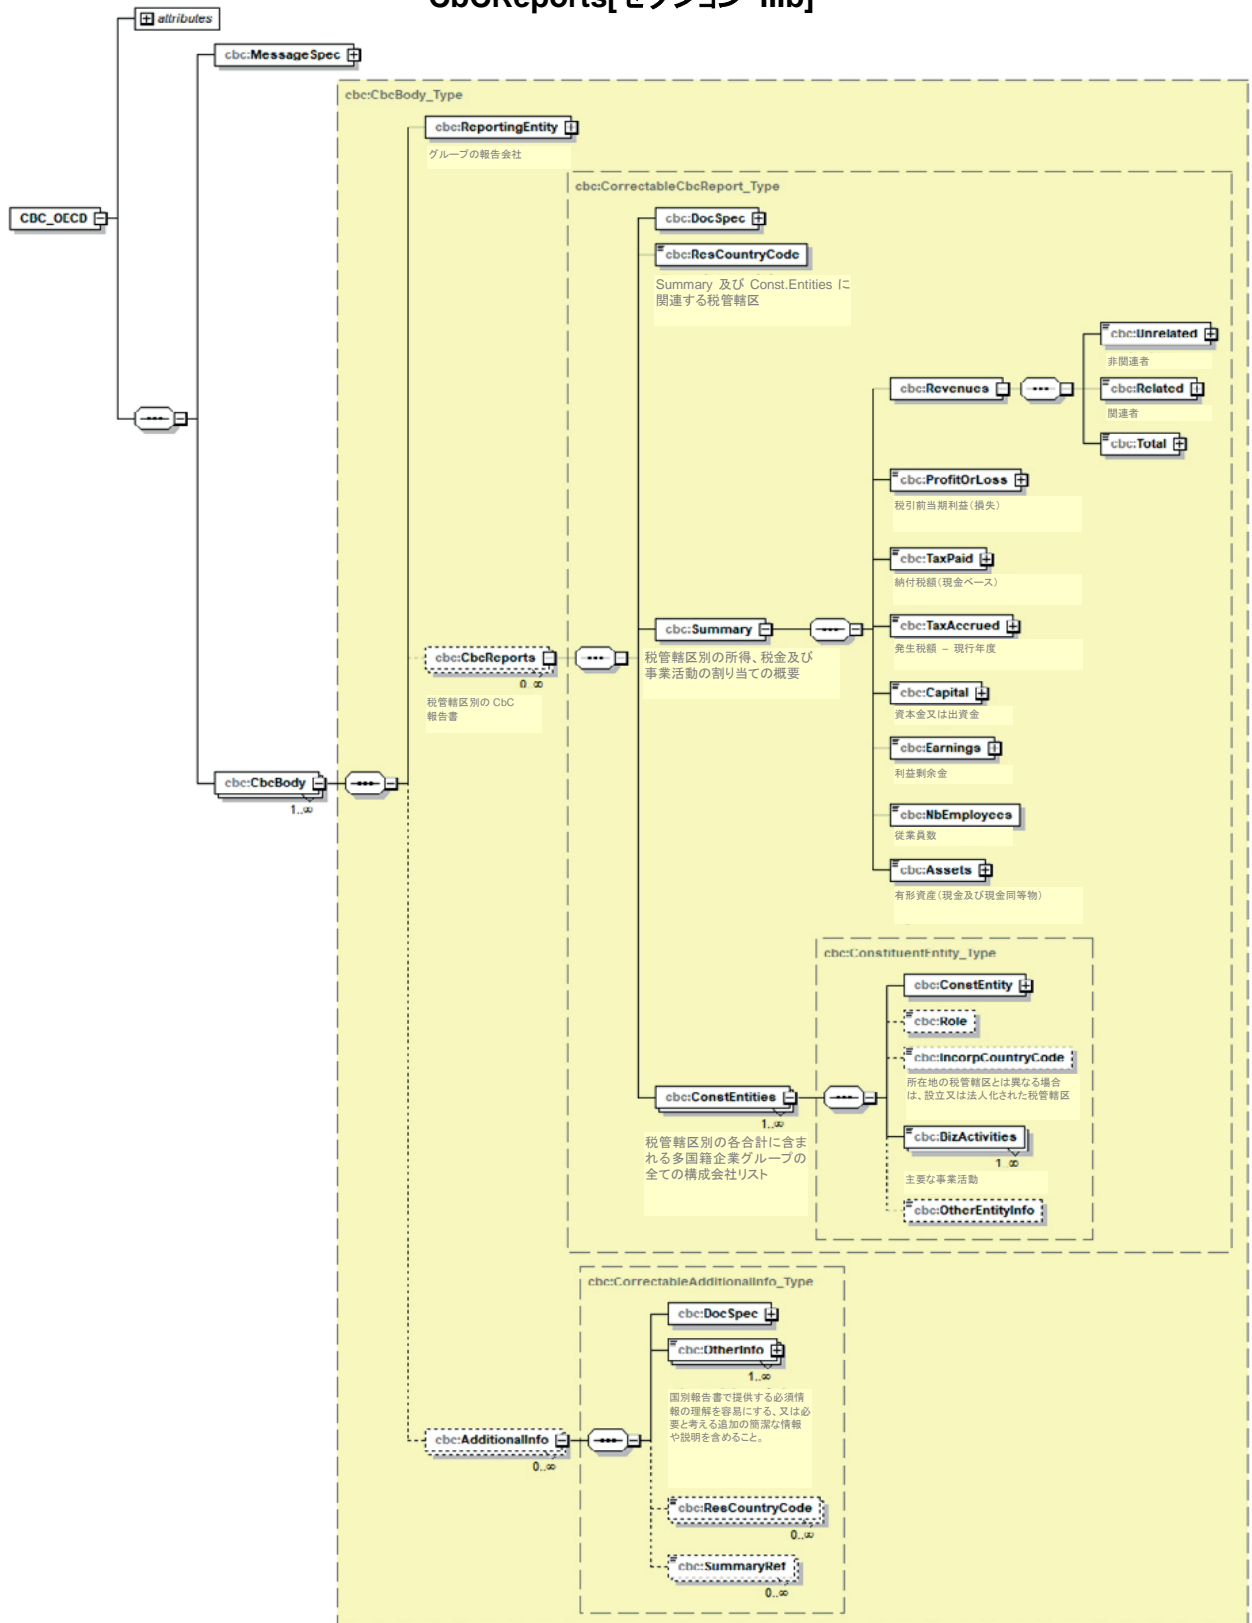 CbCReports[セクション IIIb]
attributes
cbc:MessageSpec
cbc:CbcBody_Type
cbc:ReportingEntity
グループの報告会社
cbc:CorrectableCbcReport_Type
CBC_OECD
cbc:DocSpec
cbc:ResCountryCode
Summary 及び Const.Entities に
関連する税管轄区
cbc:Unrelated
非関連者
cbc:Revenues
cbc:Related
関連者
cbc:Total
cbc:ProfitOrLoss
税引前当期利益(損失)
cbc:TaxPaid
納付税額(現金ベース)
cbc:TaxAccrued
発生税額 – 現行年度
cbc:Summary
税管轄区別の所得、税金及び
事業活動の割り当ての概要
cbc:CbcReports
0..∞
税管轄区別の CbC
報告書
cbc:Capital
資本金又は出資金
cbc:Earnings
利益剰余金
cbc:CbcBody
1..∞
cbc:NbEmployees
従業員数
cbc:Assets
有形資産(現金及び現金同等物)
cbc:ConstituentEntity_Type
cbc:ConstEntity
cbc:Role
cbc:IncorpCountryCode
所在地の税管轄区とは異なる場合
は、設立又は法人化された税管轄区
cbc:ConstEntities
1..∞
税管轄区別の各合計に含ま
れる多国籍企業グループの
全ての構成会社リスト
cbc:BizActivities
1..∞
主要な事業活動
cbc:OtherEntityInfo
cbc:CorrectableAdditionalInfo_Type
cbc:DocSpec
cbc:OtherInfo
1..∞
国別報告書で提供する必須情
報の理解を容易にする、又は必
要と考える追加の簡潔な情報
や説明を含めること。
cbc:AdditionalInfo
0..∞
cbc:ResCountryCode
0..∞
cbc:SummaryRef
0..∞